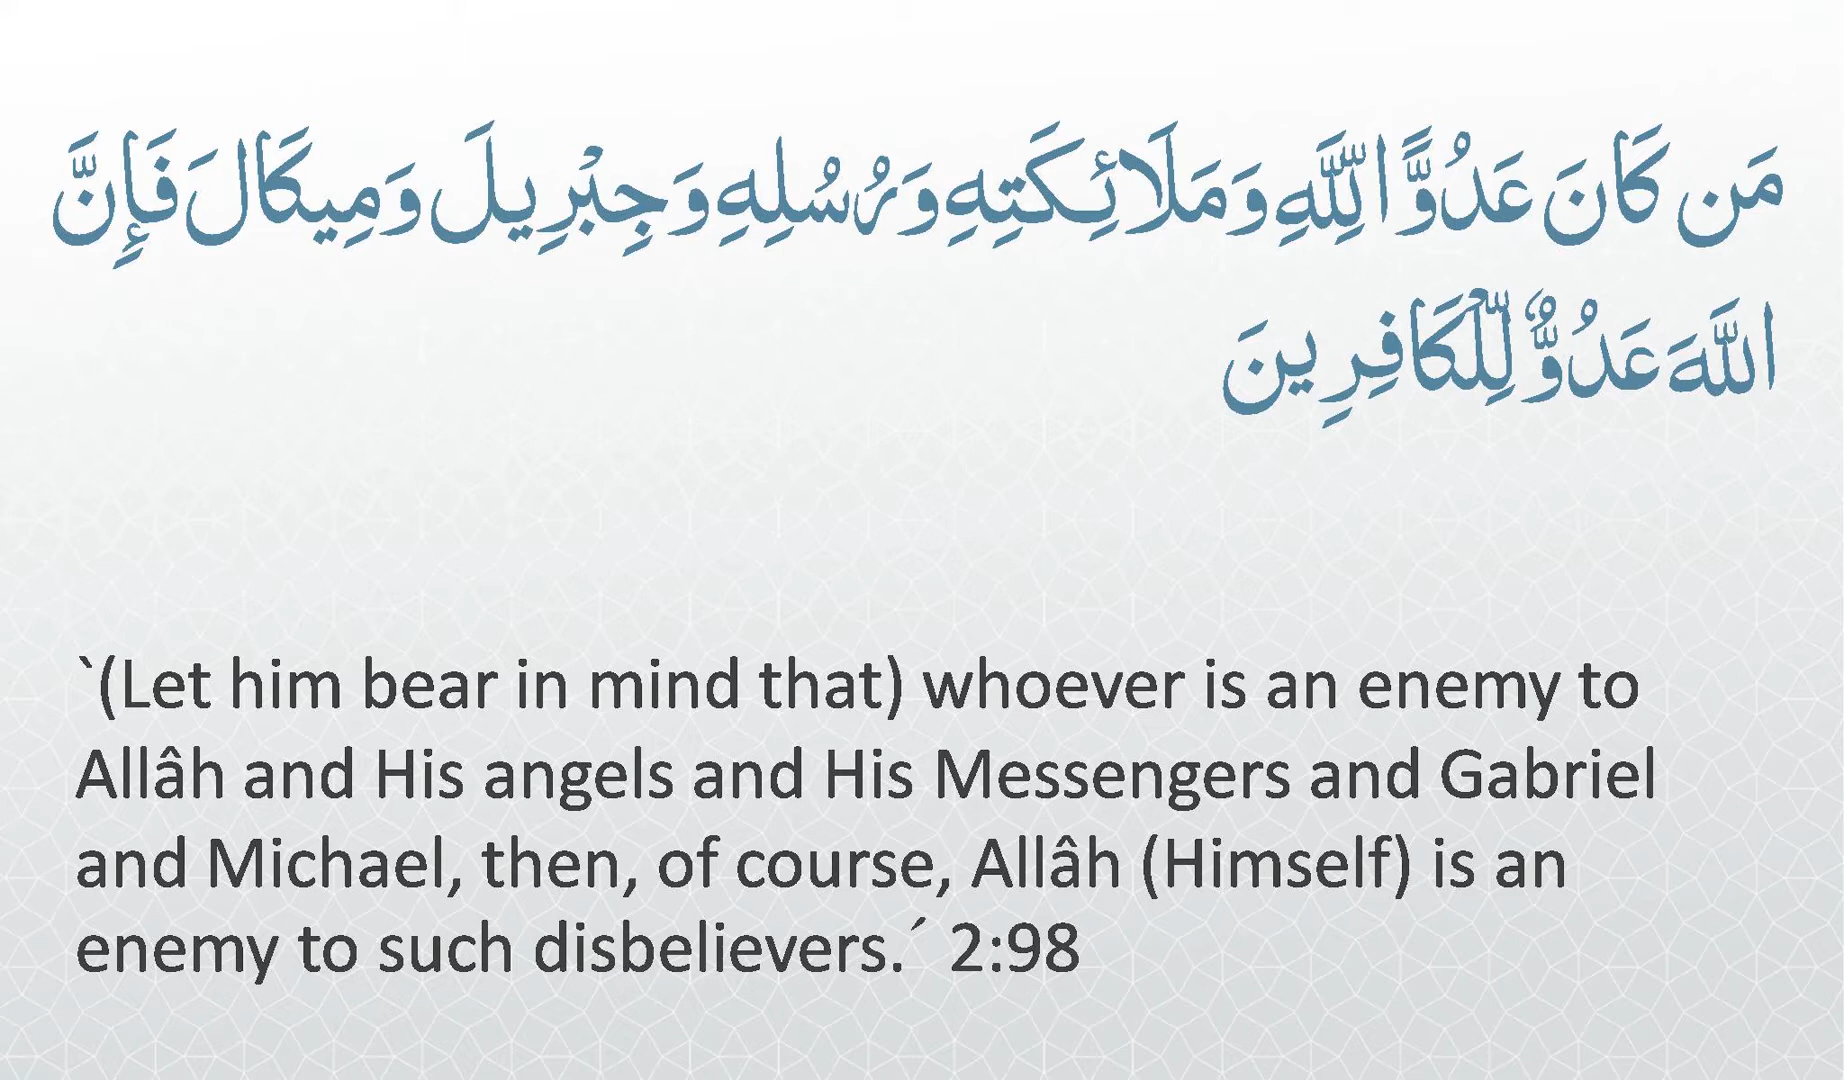 مَن كَانَ عَدُوًّا لِّلَّهِ وَمَلَائِكَتِهِ وَرُسُلِهِ وَجِبْرِيلَ وَمِيكَالَ فَإِنَّ
اللَّهَ عَدُوٌّ لِّلْكَافِرِينَ
`(Let him bear in mind that) whoever is an enemy to
Allâh and His angels and His Messengers and Gabriel
and Michael, then, of course, Allâh (Himself) is an
enemy to such disbelievers.´ 2:98